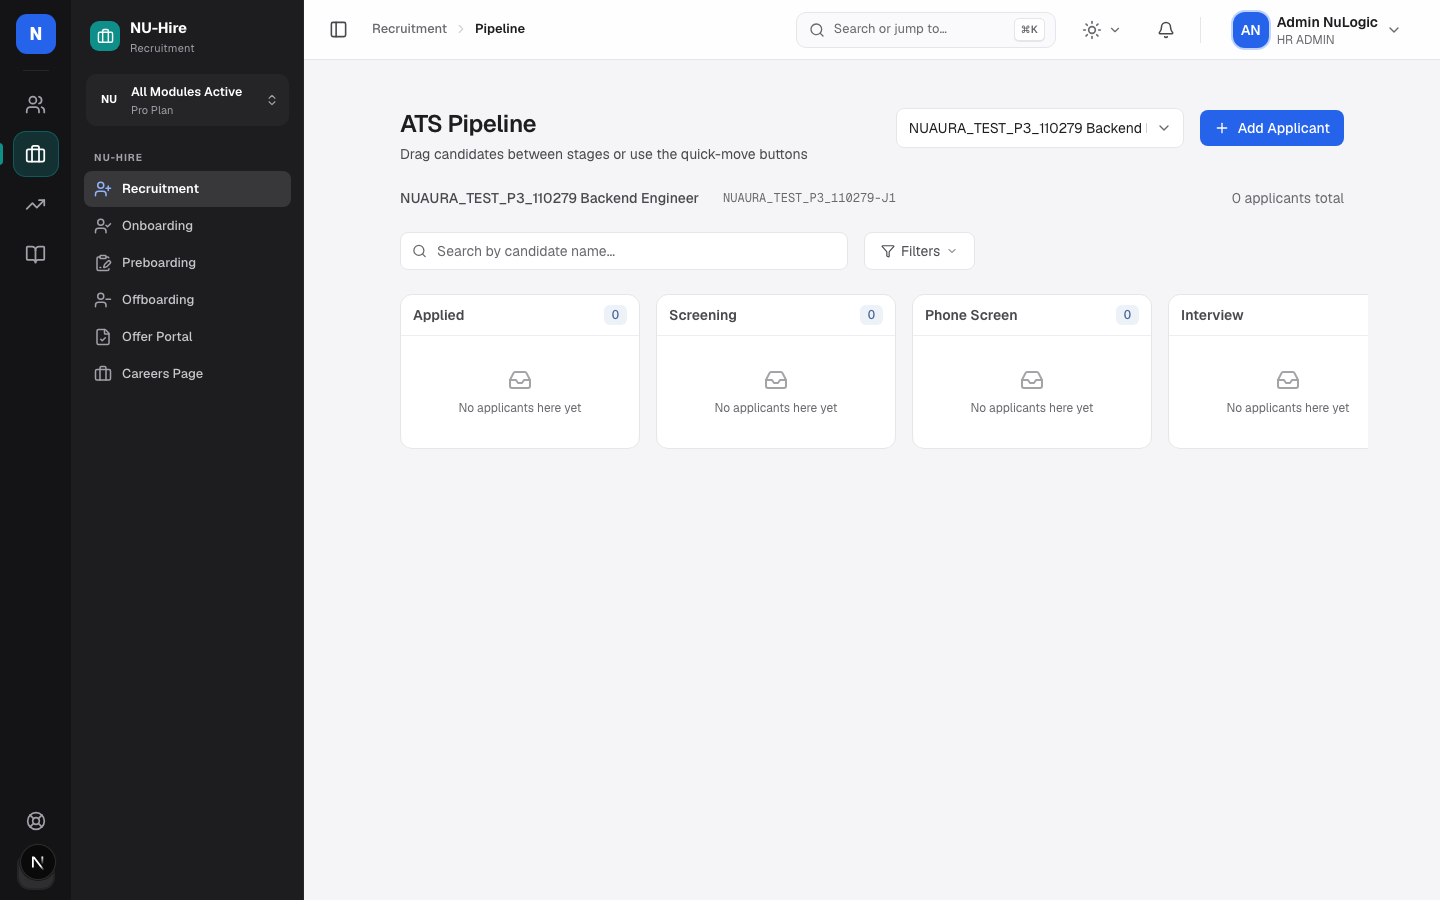 N
NU-Hire
Recruitment
NU
All Modules Active
Pro Plan
NU-HIRE
Recruitment
Onboarding
Preboarding
Offboarding
Offer Portal
Careers Page
N
Recruitment
Pipeline
Search or jump to...
⌘K
AN
Admin NuLogic
HR ADMIN
ATS Pipeline
Drag candidates between stages or use the quick-move buttons
NUAURA_TEST_P3_110279 Backend
Add Applicant
NUAURA_TEST_P3_110279 Backend Engineer
NUAURA_TEST_P3_110279-J1
0 applicants total
Search by candidate name...
Filters
Applied
0
No applicants here yet
Screening
0
No applicants here yet
Phone Screen
0
No applicants here yet
Interview
No applicants here yet